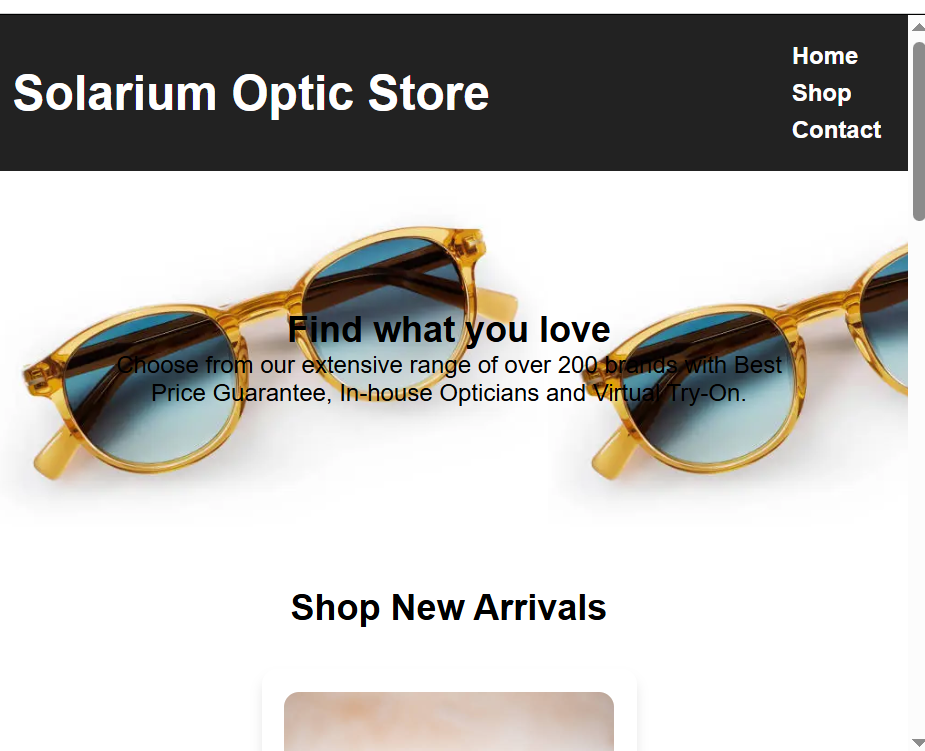 Solarium Optic Store
Home
Shop
Contact
Find what you love
Choose from our extensive range of over 200 brands with Best
Price Guarantee, In-house Opticians and Virtual Try-On.
Shop New Arrivals